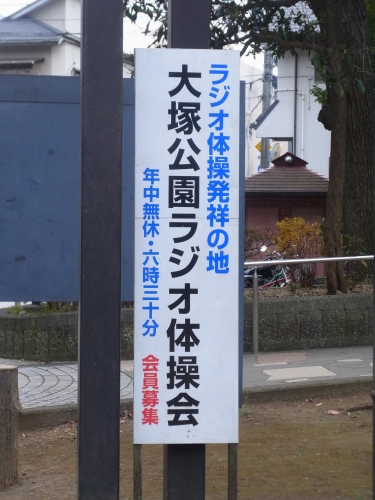 ラジオ体操発祥の地
大塚公園ラジオ体操会
年中無休・六時三十分
会員募集